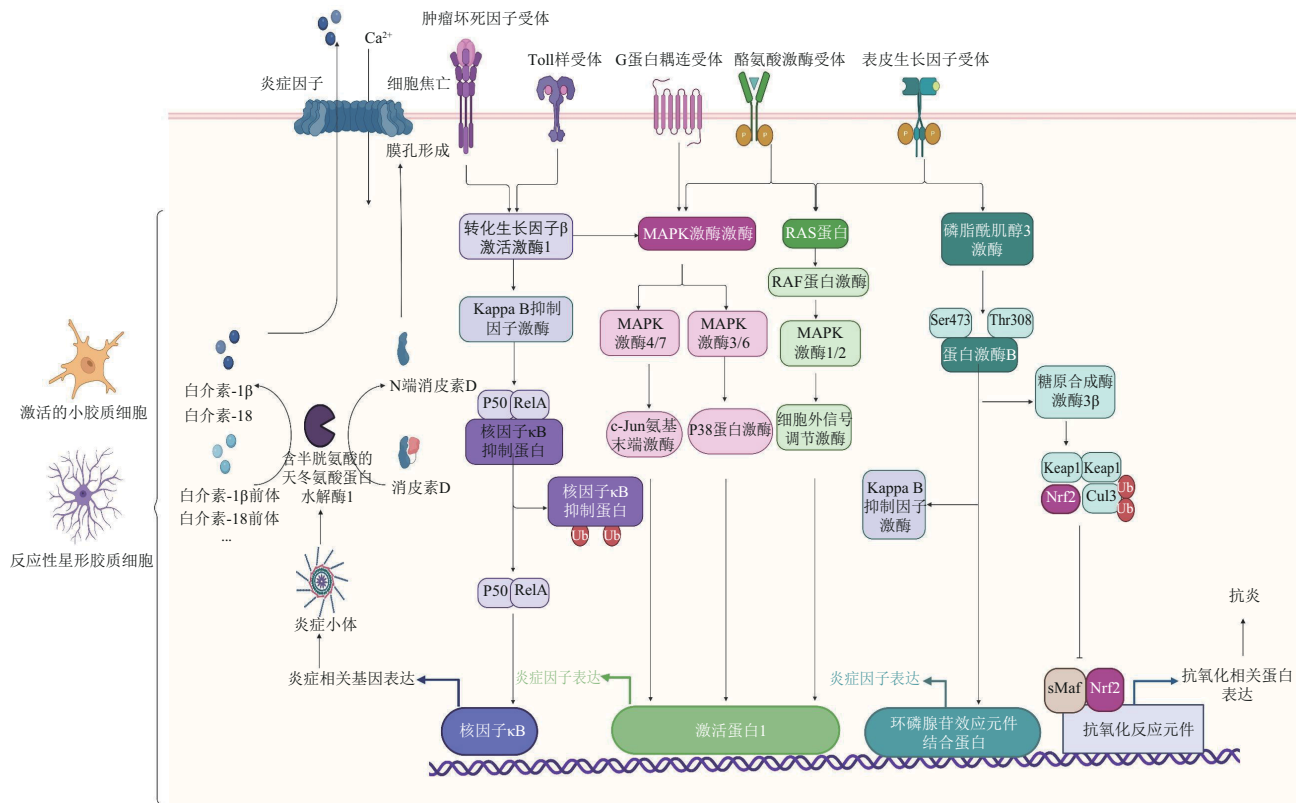 肿瘤坏死因子受体
Ca²⁺
Toll样受体
G蛋白耦连受体
酪氨酸激酶受体
表皮生长因子受体
炎症因子
细胞焦亡
P
P
P
P
膜孔形成
转化生长因子β
激活激酶1
MAPK激酶激酶
RAS蛋白
磷脂酰肌醇3
激酶
RAF蛋白激酶
Kappa B抑制
因子激酶
MAPK
激酶4/7
MAPK
激酶3/6
MAPK
激酶1/2
Ser473
Thr308
蛋白激酶B
激活的小胶质细胞
白介素-1β
白介素-18
N端消皮素D
P50
RelA
核因子κB
抑制蛋白
c-Jun氨基
末端激酶
P38蛋白激酶
细胞外信号
调节激酶
糖原合成酶
激酶3β
含半胱氨酸的
天冬氨酸蛋白
水解酶1
消皮素D
白介素-1β前体
白介素-18前体
...
核因子κB
抑制蛋白
Ub
Ub
Kappa B
抑制因子
激酶
Keap1
Keap1
Nrf2
Cul3
Ub
Ub
反应性星形胶质细胞
P50
RelA
炎症小体
抗炎
炎症相关基因表达
炎症因子表达
炎症因子表达
sMaf
Nrf2
抗氧化相关蛋白
表达
核因子κB
激活蛋白1
环磷腺苷效应元件
结合蛋白
抗氧化反应元件